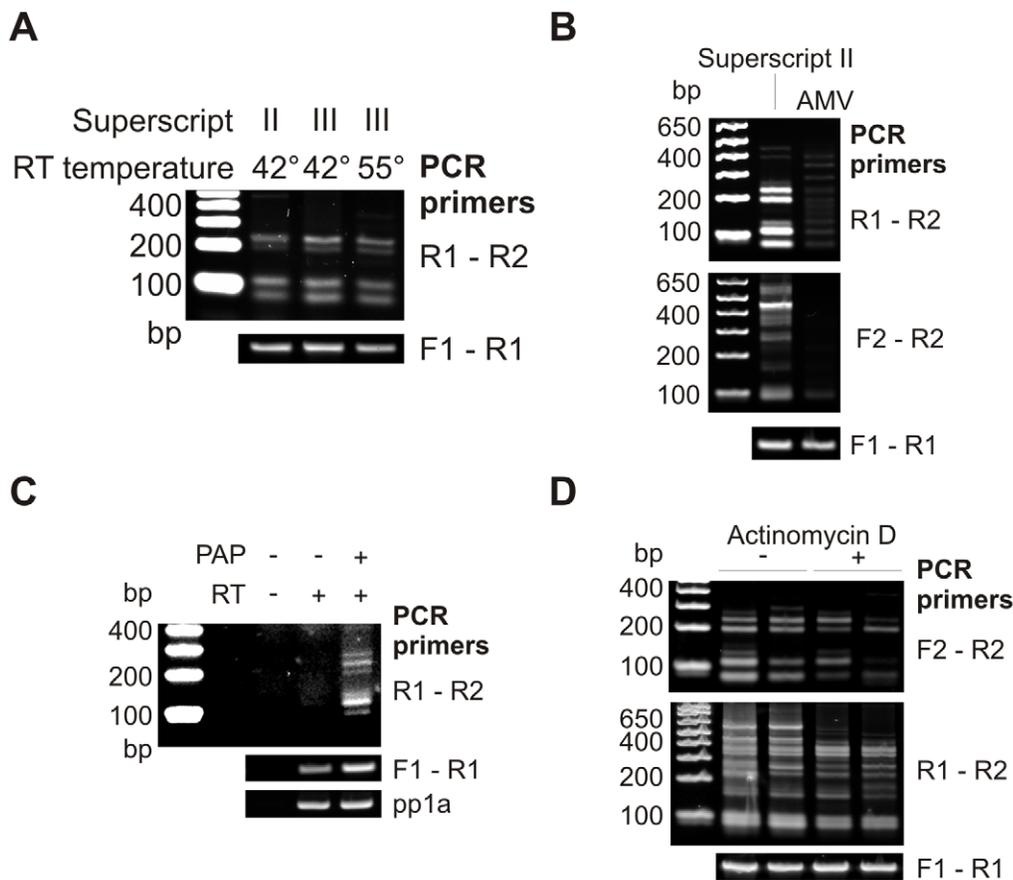 A
Superscript II III III
RT temperature 42° 42° 55° PCR
primers
400
200
100
bp
R1 - R2
F1 - R1
B
Superscript II
bp
AMV
650
400
200
100
PCR
primers
R1 - R2
650
400
200
100
F2 - R2
F1 - R1
C
PAP - - +
bp RT - + +
400
200
100
bp
PCR
primers
R1 - R2
F1 - R1
pp1a
D
Actinomycin D
bp - +
400
200
100
PCR
primers
F2 - R2
650
400
200
100
R1 - R2
F1 - R1